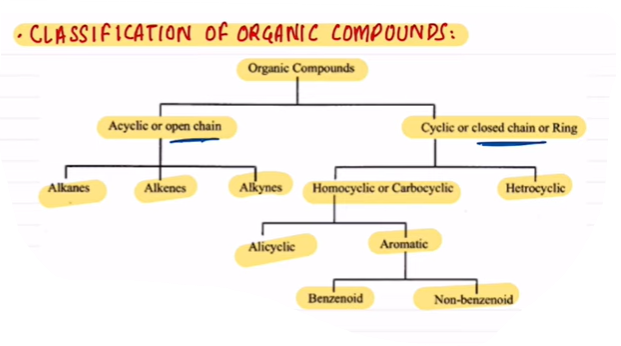 • CLASSIFICATION OF ORGANIC COMPOUNDS:
Organic Compounds
Acyclic or open chain
Cyclic or closed chain or Ring
Alkanes
Alkenes
Alkynes
Homocyclic or Carbocyclic
Hetrocyclic
Alicyclic
Aromatic
Benzenoid
Non-benzenoid